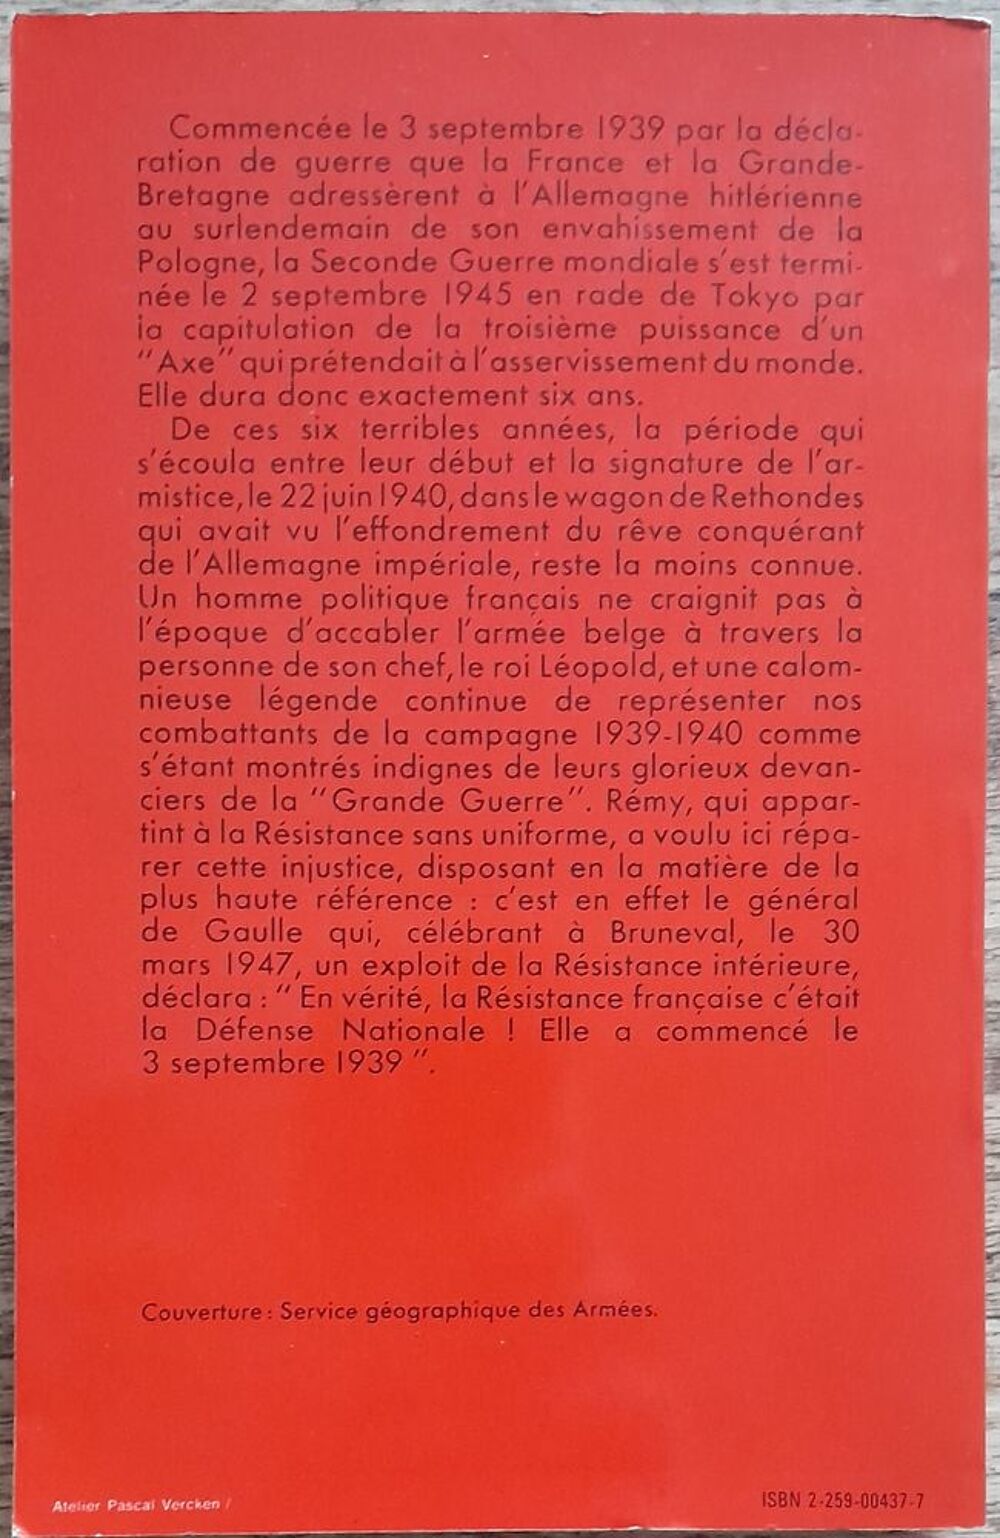 Commencée le 3 septembre 1939 par la décla-
ration de guerre que la France et la Grande-
Bretagne adressèrent à l'Allemagne hitlérienne
au surlendemain de son envahissement de la
Pologne, la Seconde Guerre mondiale s'est termi-
née le 2 septembre 1945 en rade de Tokyo par
la capitulation de la troisième puissance d'un
"Axe" qui prétendait à l'asservissement du monde.
Elle dura donc exactement six ans.
De ces six terribles années, la période qui
s'écoula entre leur début et la signature de l'ar-
mistice, le 22 juin 1940, dans le wagon de Rethondes
qui avait vu l'effondrement du rêve conquérant
de l'Allemagne impériale, reste la moins connue.
Un homme politique français ne craignit pas à
l'époque d'accabler l'armée belge à travers la
personne de son chef, le roi Léopold, et une calom-
nieuse légende continue de représenter nos
combattants de la campagne 1939-1940 comme
s'étant montrés indignes de leurs glorieux devan-
ciers de la "Grande Guerre". Rémy, qui appar-
tint à la Résistance sans uniforme, a voulu ici répa-
rer cette injustice, disposant en la matière de la
plus haute référence : c'est en effet le général
de Gaulle qui, célébrant à Bruneval, le 30
mars 1947, un exploit de la Résistance intérieure,
déclara : " En vérité, la Résistance française c'était
la Défense Nationale ! Elle a commencé le
3 septembre 1939 ".
Couverture : Service géographique des Armées.
Atelier Pascal Vercken /
ISBN 2-259-00437-7